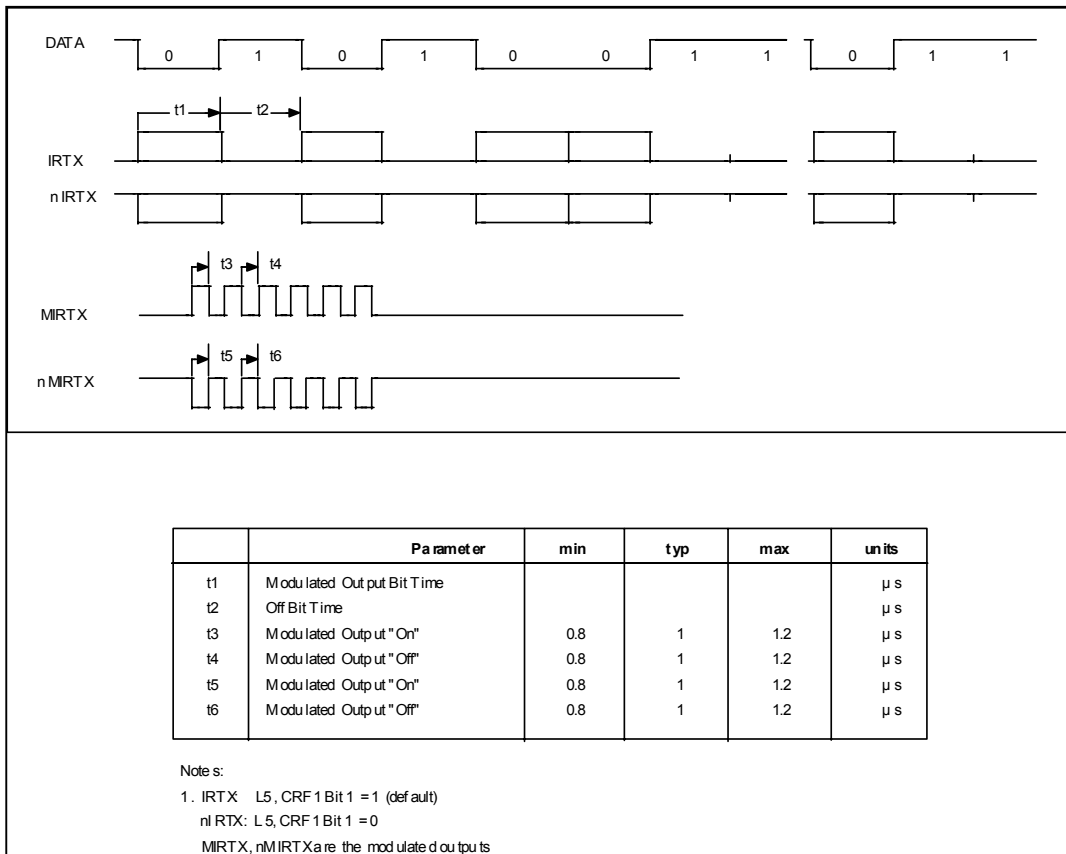 DATA 0 1 0 1 0 0 1 1 0 1 1
t1 t2
IRTX
nIRTX
t3 t4
MIRTX
t5 t6
nMIRTX
Parameter min typ max units
t1 Modulated Output Bit Time µs
t2 Off Bit Time µs
t3 Modulated Output "On" 0.8 1 1.2 µs
t4 Modulated Output "Off" 0.8 1 1.2 µs
t5 Modulated Output "On" 0.8 1 1.2 µs
t6 Modulated Output "Off" 0.8 1 1.2 µs
Notes:
1. IRTX: L5, CRF1 Bit 1 = 1 (default)
nIRTX: L5, CRF1 Bit 1 = 0
MIRTX, nMIRTX are the modulated outputs